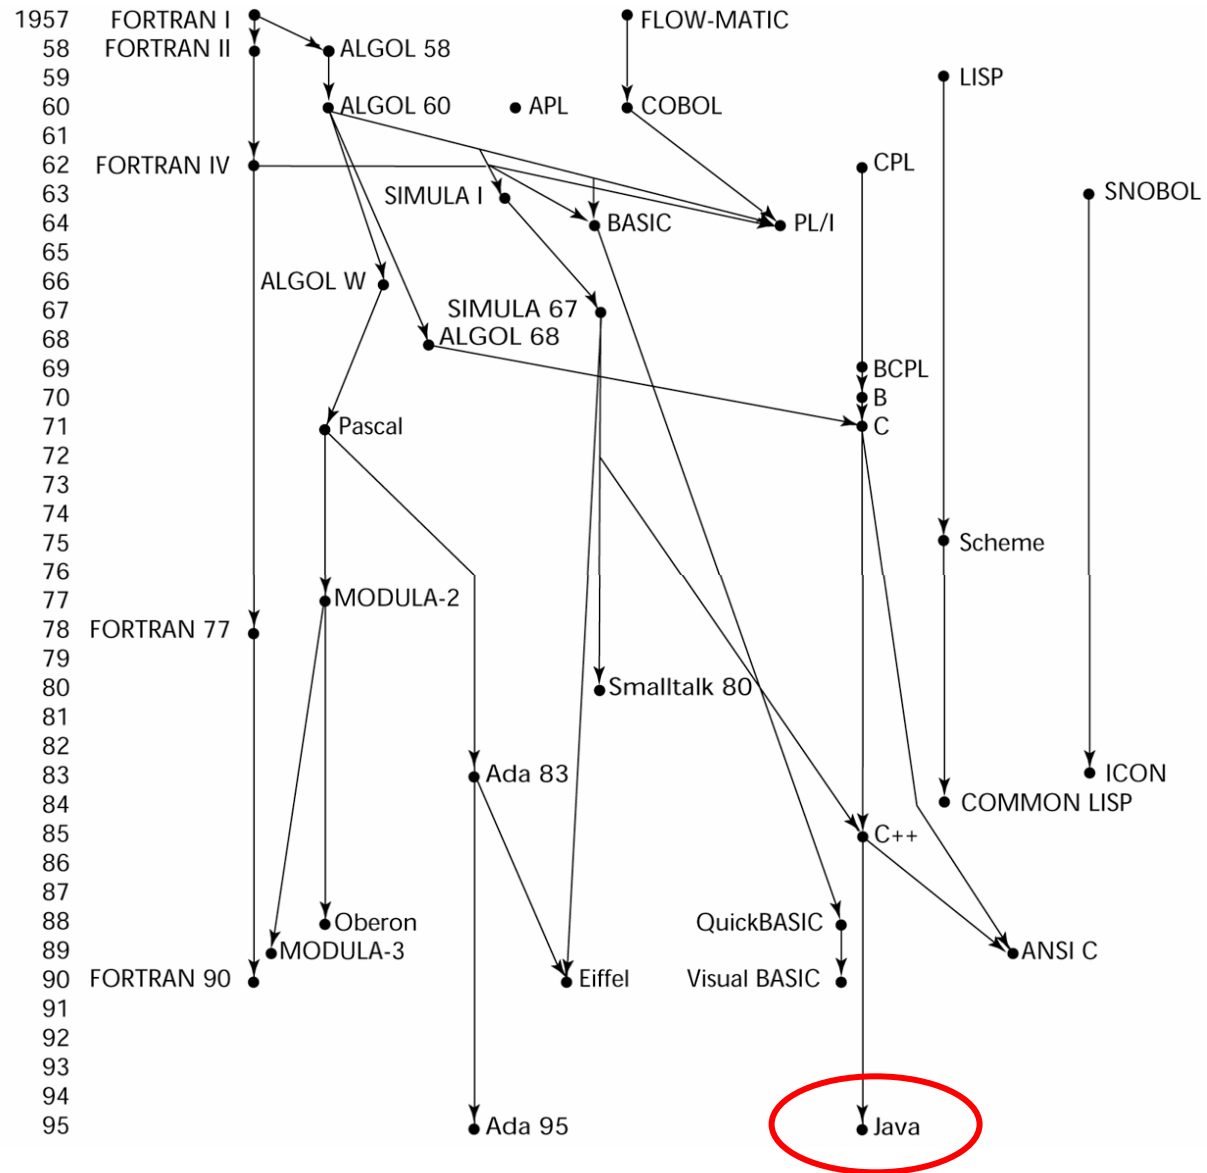 1957 FORTRAN I FLOW-MATIC
58 FORTRAN II ALGOL 58
59 LISP
60 ALGOL 60 APL COBOL
61
62 FORTRAN IV CPL
63 SIMULA I SNOBOL
64 BASIC PL/I
65
66 ALGOL W
67 SIMULA 67
68 ALGOL 68
69 BCPL
70 B
71 Pascal C
72
73
74
75 Scheme
76
77 MODULA-2
78 FORTRAN 77
79
80 Smalltalk 80
81
82
83 Ada 83 ICON
84 COMMON LISP
85 C++
86
87
88 Oberon QuickBASIC
89 MODULA-3 ANSI C
90 FORTRAN 90 Eiffel Visual BASIC
91
92
93
94
95 Ada 95 Java